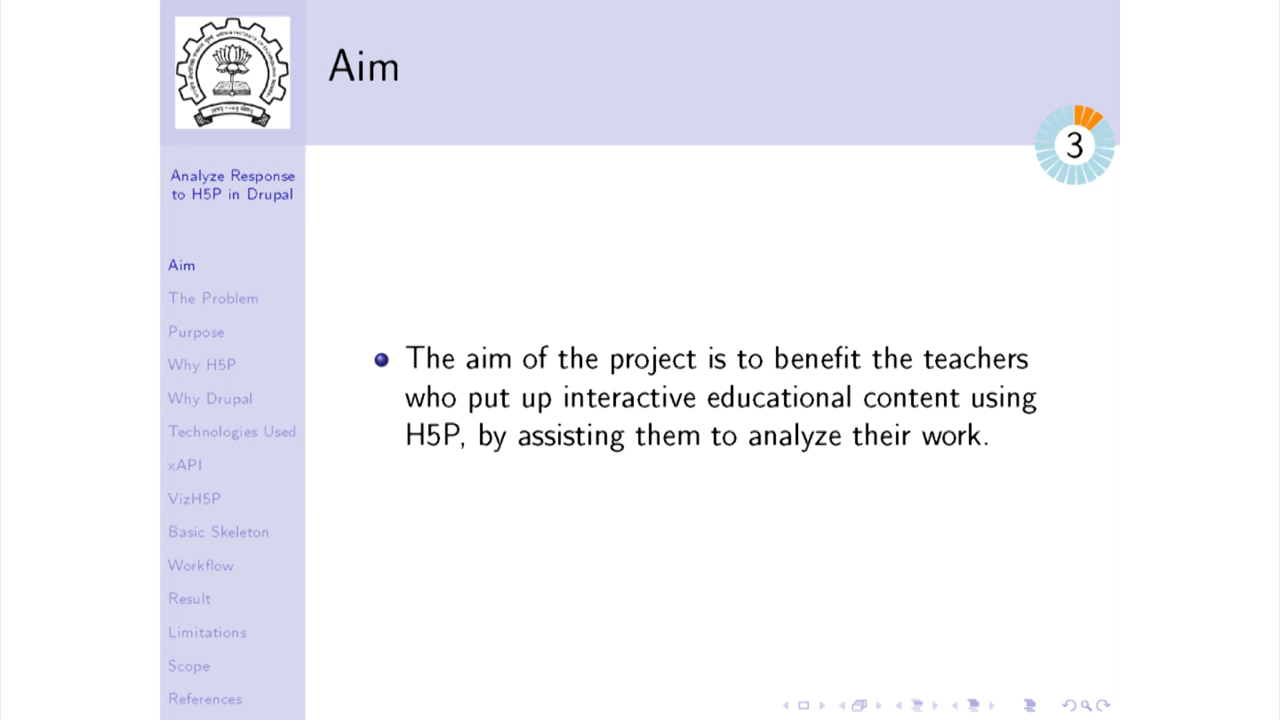 Aim
3
Analyze Response
to H5P in Drupal
Aim
The Problem
Purpose
Why H5P
Why Drupal
Technologies Used
xAPI
VizH5P
Basic Skeleton
Workflow
Result
Limitations
Scope
References
The aim of the project is to benefit the teachers
who put up interactive educational content using
H5P, by assisting them to analyze their work.